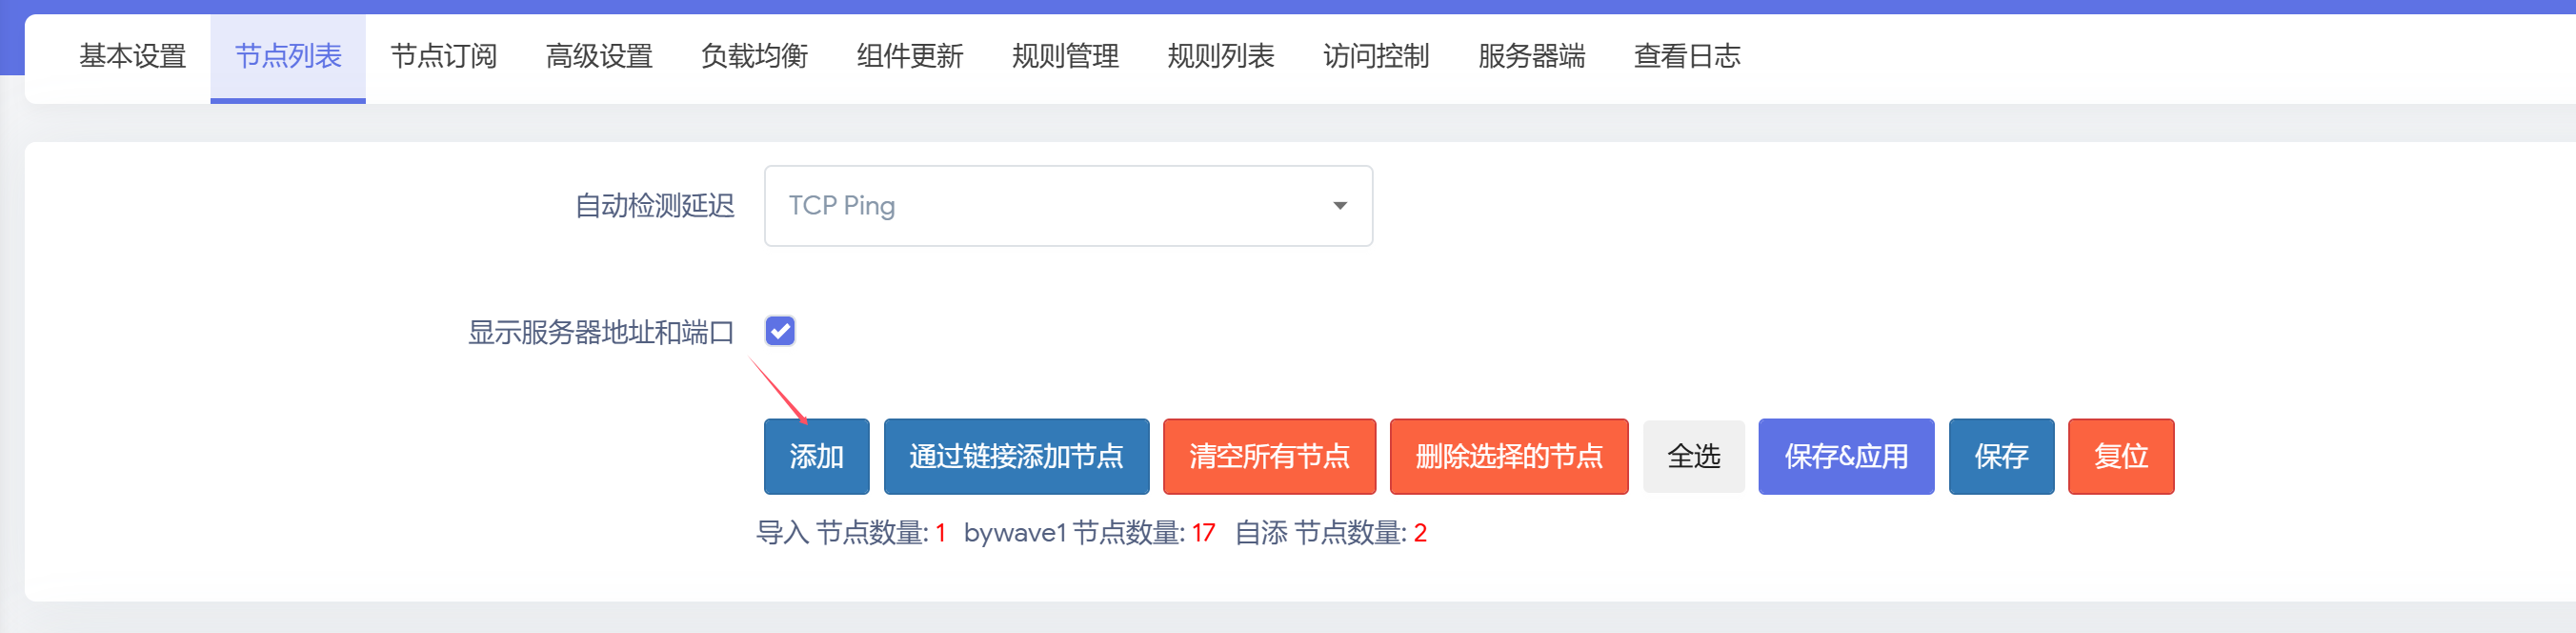 基本设置 节点列表 节点订阅 高级设置 负载均衡 组件更新 规则管理 规则列表 访问控制 服务器端 查看日志
自动检测延迟 TCP Ping
显示服务器地址和端口
添加 通过链接添加节点 清空所有节点 删除选择的节点 全选 保存&应用 保存 复位
导入 节点数量: 1 bywave1 节点数量: 17 自添 节点数量: 2